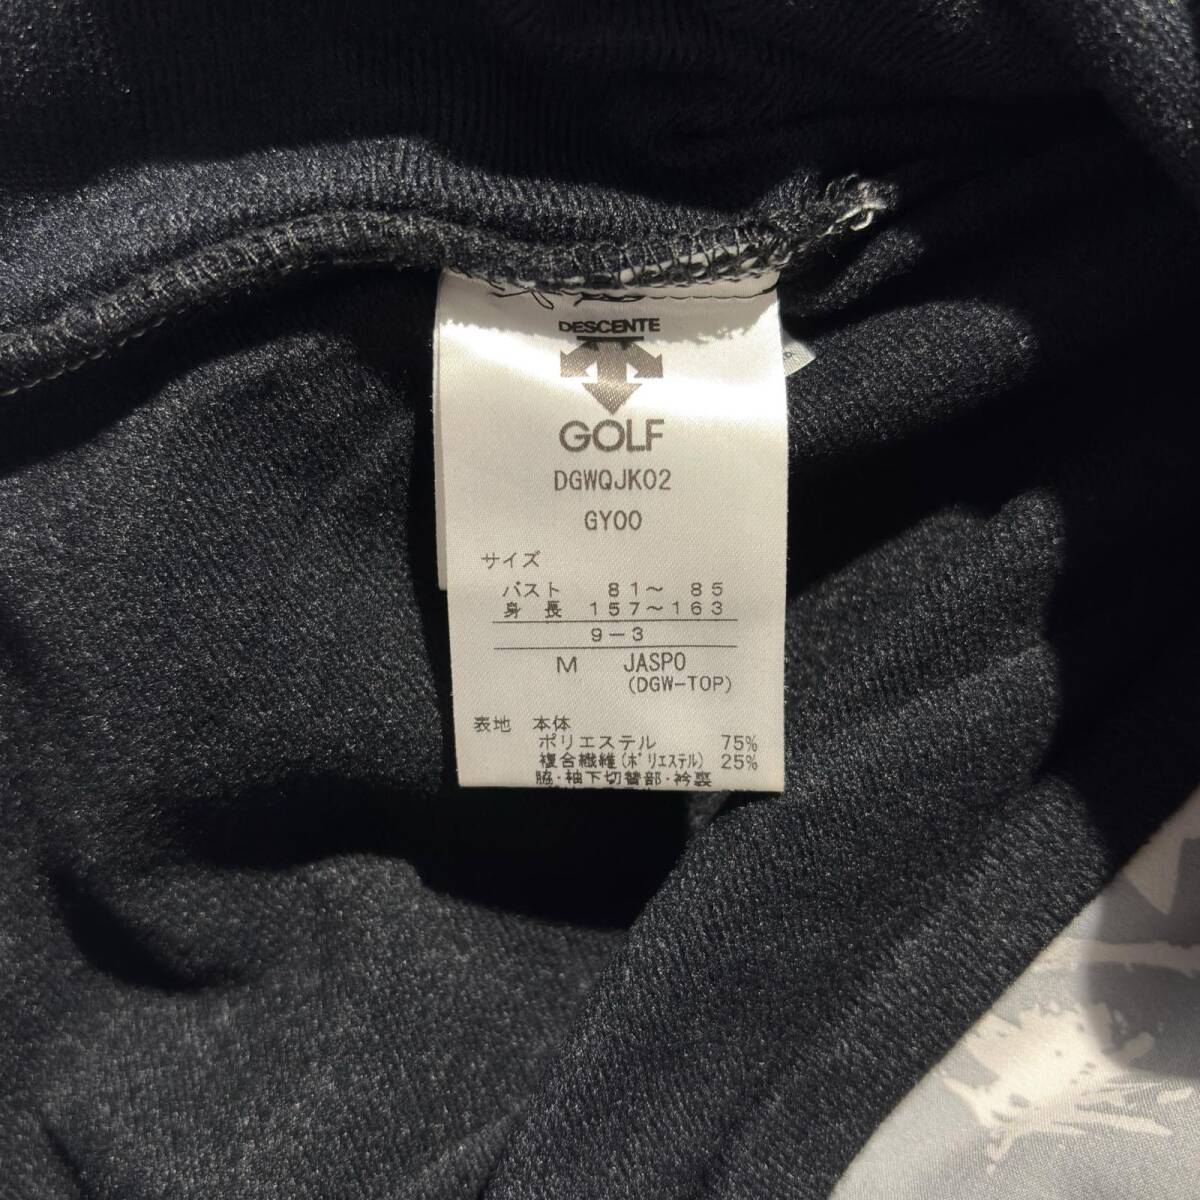 DESCENTE
GOLF
DGWQJK02
GY00
サイズ
バスト 81～ 85
身 長 157～163
9-3
M JASPO
(DGW-TOP)
表地 本体
ポリエステル 75%
複合繊維(ポリエステル) 25%
脇・袖下切替部・衿裏